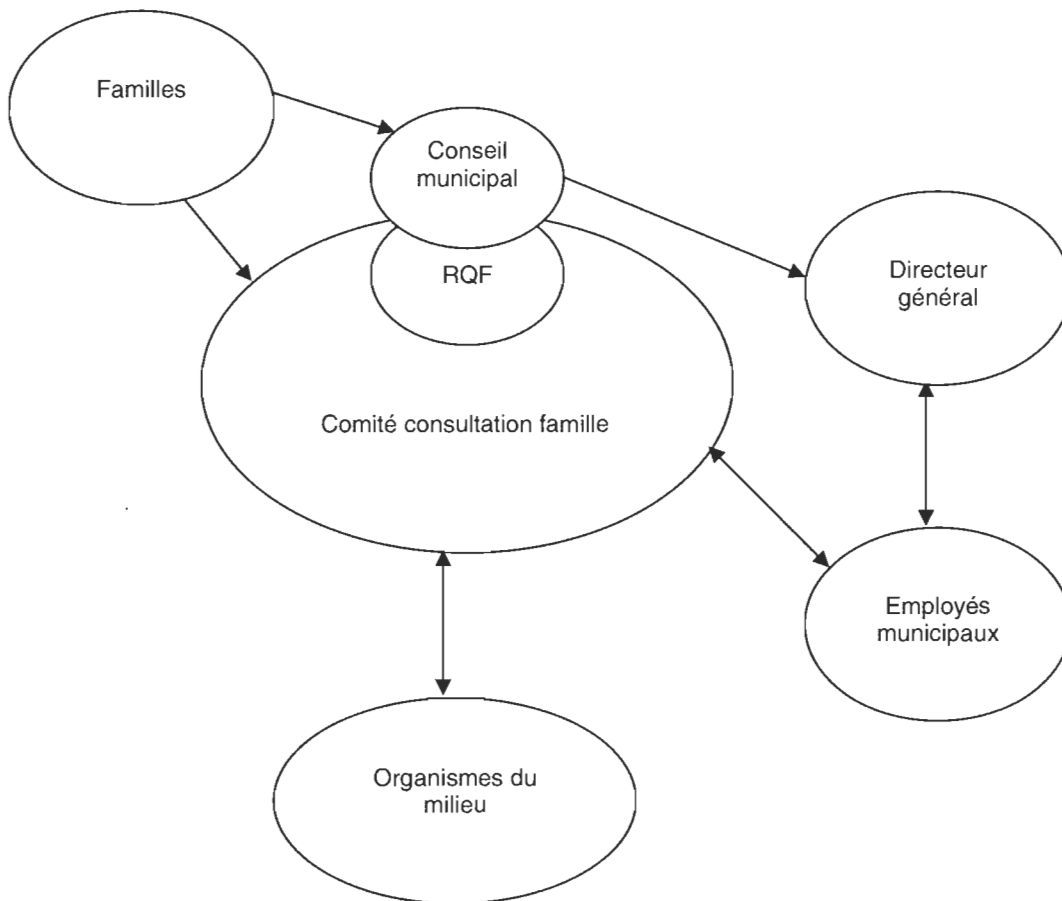 Familles
Conseil
municipal
RQF
Directeur
général
Comité consultation famille
Employés
municipaux
Organismes du
milieu